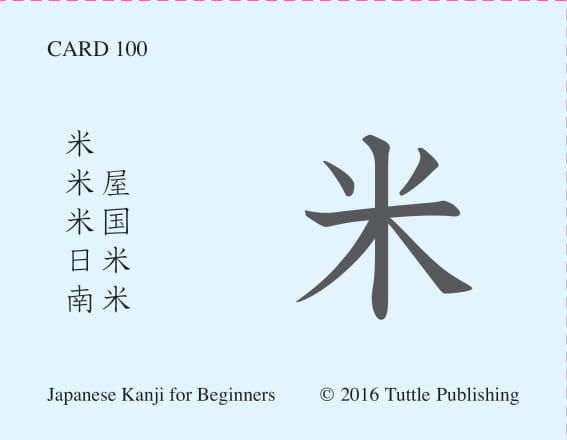 CARD 100
米
米屋
米国
日米
南米
米
Japanese Kanji for Beginners
© 2016 Tuttle Publishing